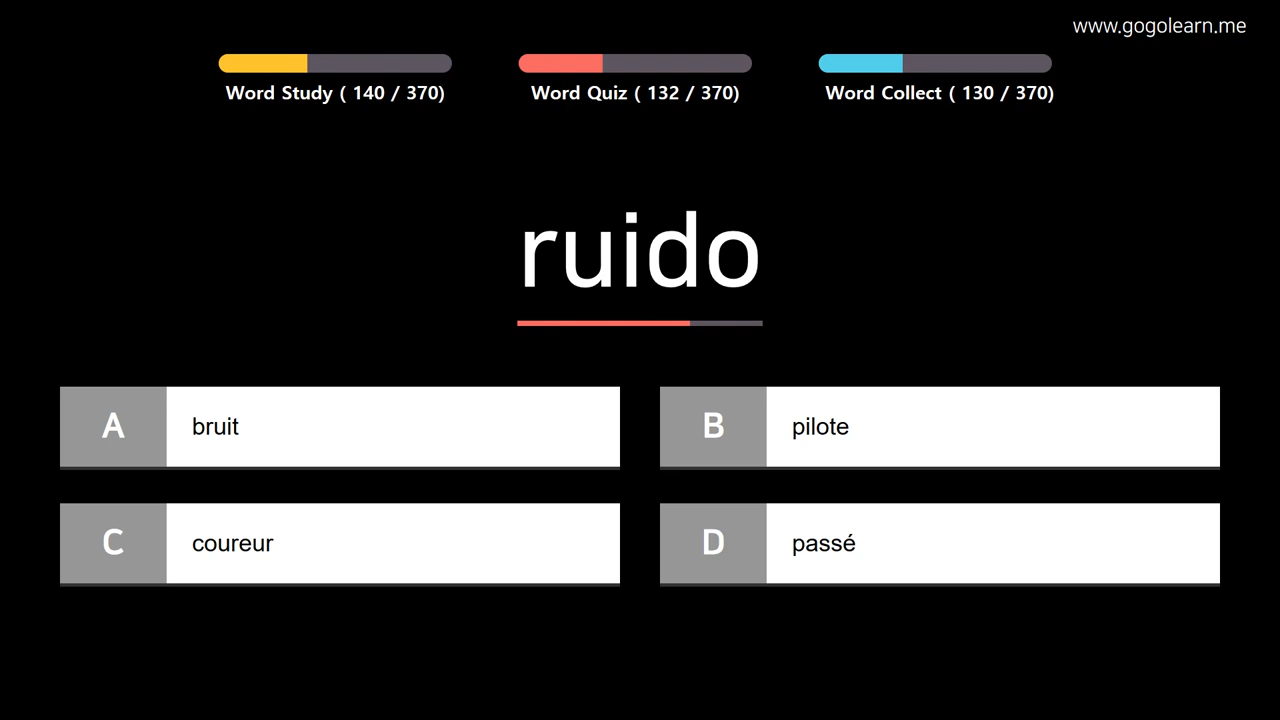 www.gogolearn.me
Word Study ( 140 / 370)
Word Quiz ( 132 / 370)
Word Collect ( 130 / 370)
ruido
A bruit
B pilote
C coureur
D passé